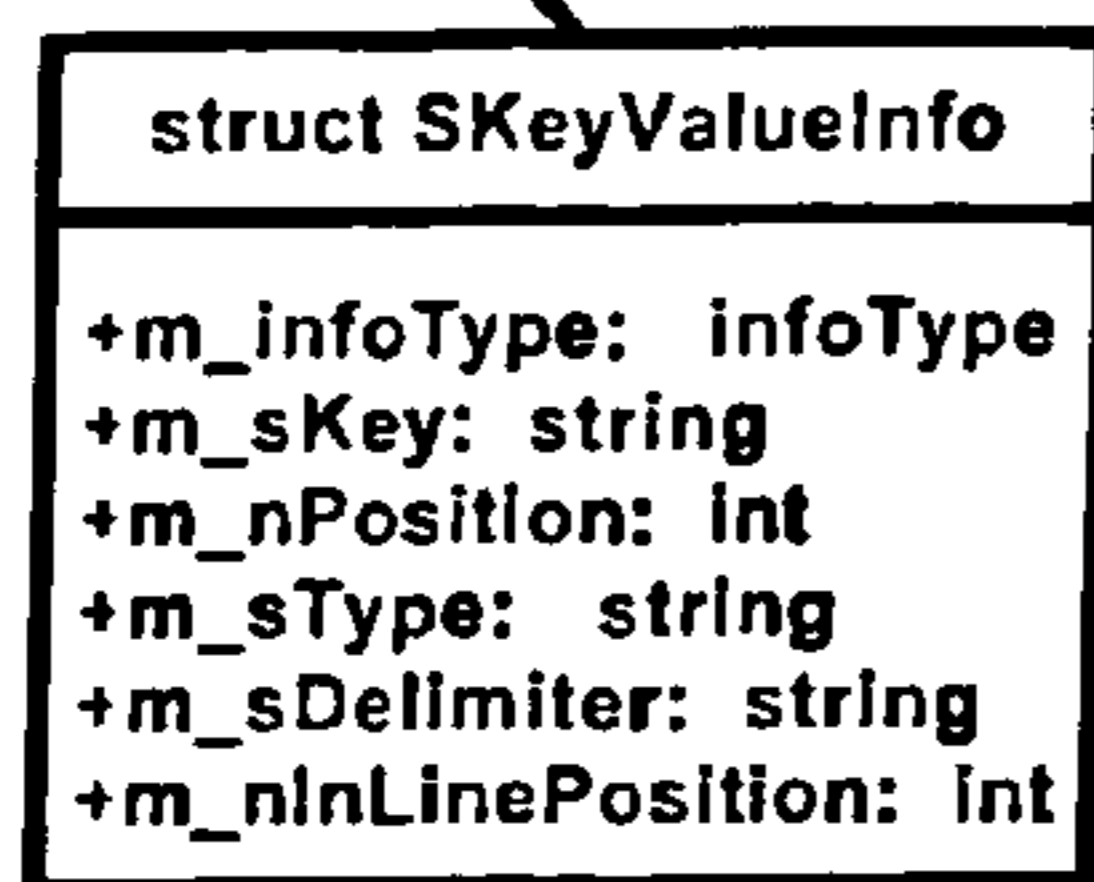 struct SKeyValueInfo
+m_infoType: infoType
+m_sKey: string
+m_nPosition: int
+m_sType: string
+m_sDelimiter: string
+m_nInLinePosition: int